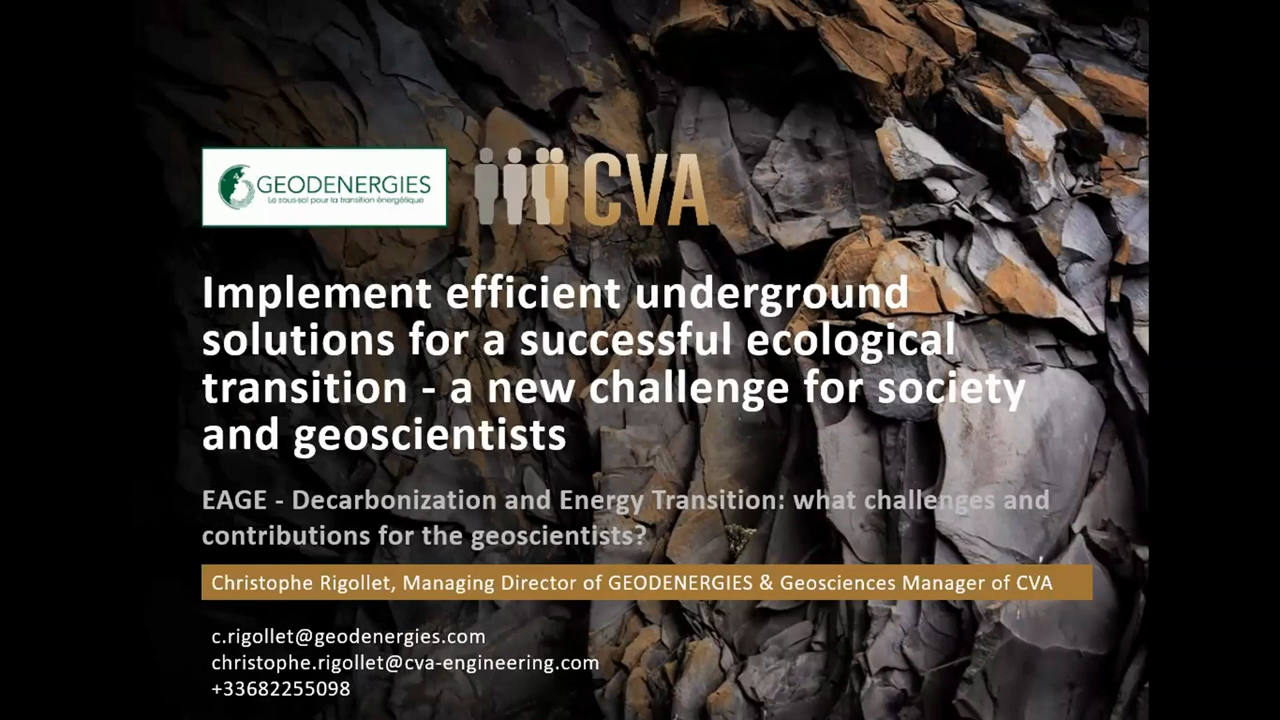 GEODENERGIES
Le sous-sol pour la transition énergétique
CVA
Implement efficient underground
solutions for a successful ecological
transition - a new challenge for society
and geoscientists
EAGE - Decarbonization and Energy Transition: what challenges and
contributions for the geoscientists?
Christophe Rigollet, Managing Director of GEODENERGIES & Geosciences Manager of CVA
c.rigollet@geodenergies.com
christophe.rigollet@cva-engineering.com
+33682255098